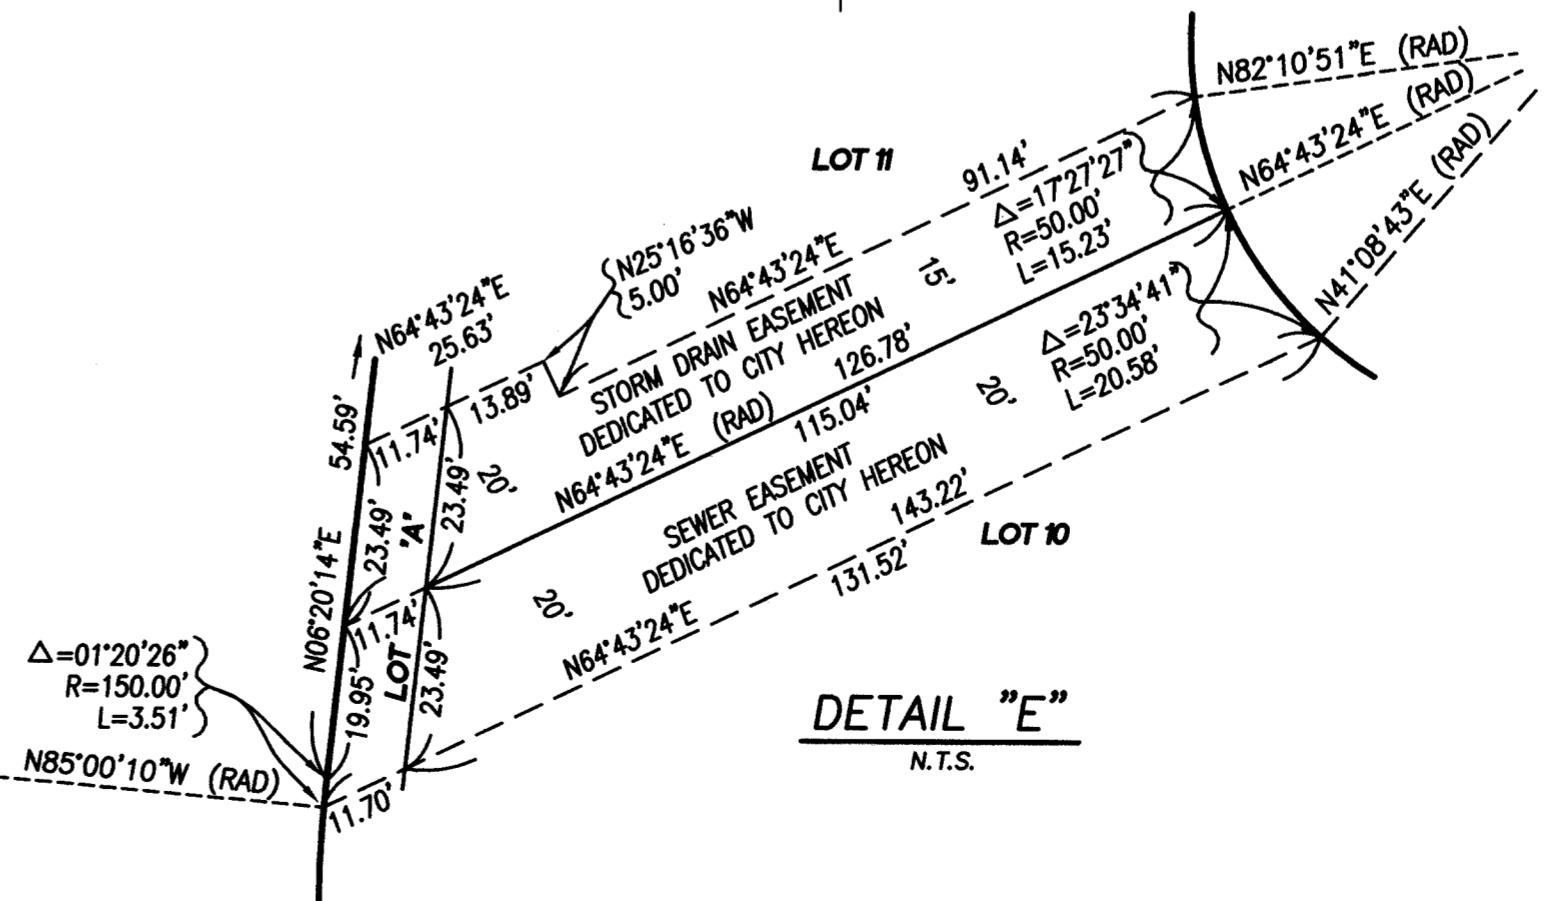 N82°10'51"E (RAD)
N64°43'24"E (RAD)
N41°08'43"E (RAD)
LOT 11
91.14'
Δ=17°27'27"
R=50.00'
L=15.23'
N25°16'36"W
5.00'
N64°43'24"E
15'
N64°43'24"E
25.63'
13.89'
11.74'
STORM DRAIN EASEMENT
DEDICATED TO CITY HEREON
126.78'
N64°43'24"E (RAD)
115.04'
Δ=23°34'41"
R=50.00'
L=20.58'
20'
54.59'
20'
23.49'
23.49'
"A"
LOT
N06°20'14"E
SEWER EASEMENT
DEDICATED TO CITY HEREON
143.22'
LOT 10
131.52'
20'
N64°43'24"E
11.74'
23.49'
19.95'
Δ=01°20'26"
R=150.00'
L=3.51'
N85°00'10"W (RAD)
11.70'
DETAIL "E"
N.T.S.